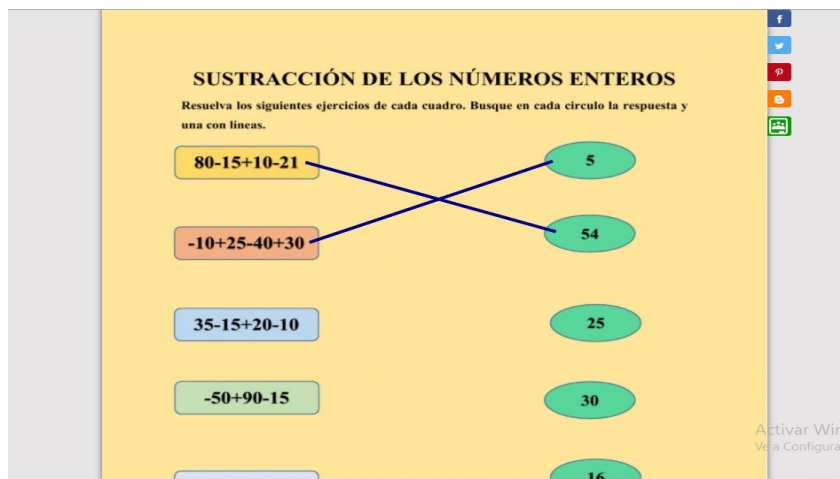 SUSTRACCIÓN DE LOS NÚMEROS ENTEROS
Resuelva los siguientes ejercicios de cada cuadro. Busque en cada circulo la respuesta y
una con líneas.
80-15+10-21
5
-10+25-40+30
54
35-15+20-10
25
-50+90-15
30
16
Activar Win
Ve a Configura